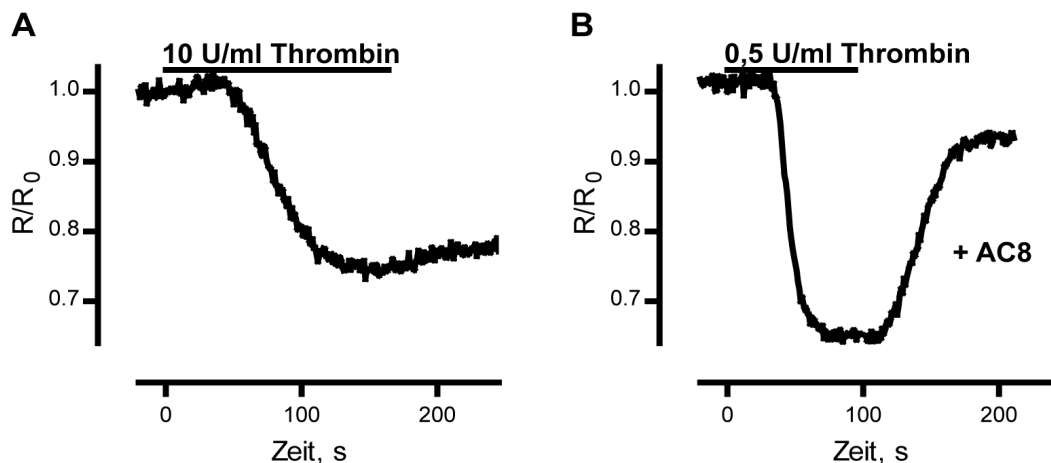 A
10 U/ml Thrombin
1.0
0.9
0.8
0.7
R/R0
0 100 200
Zeit, s
B
0,5 U/ml Thrombin
1.0
0.9
0.8
0.7
R/R0
+ AC8
0 100 200
Zeit, s